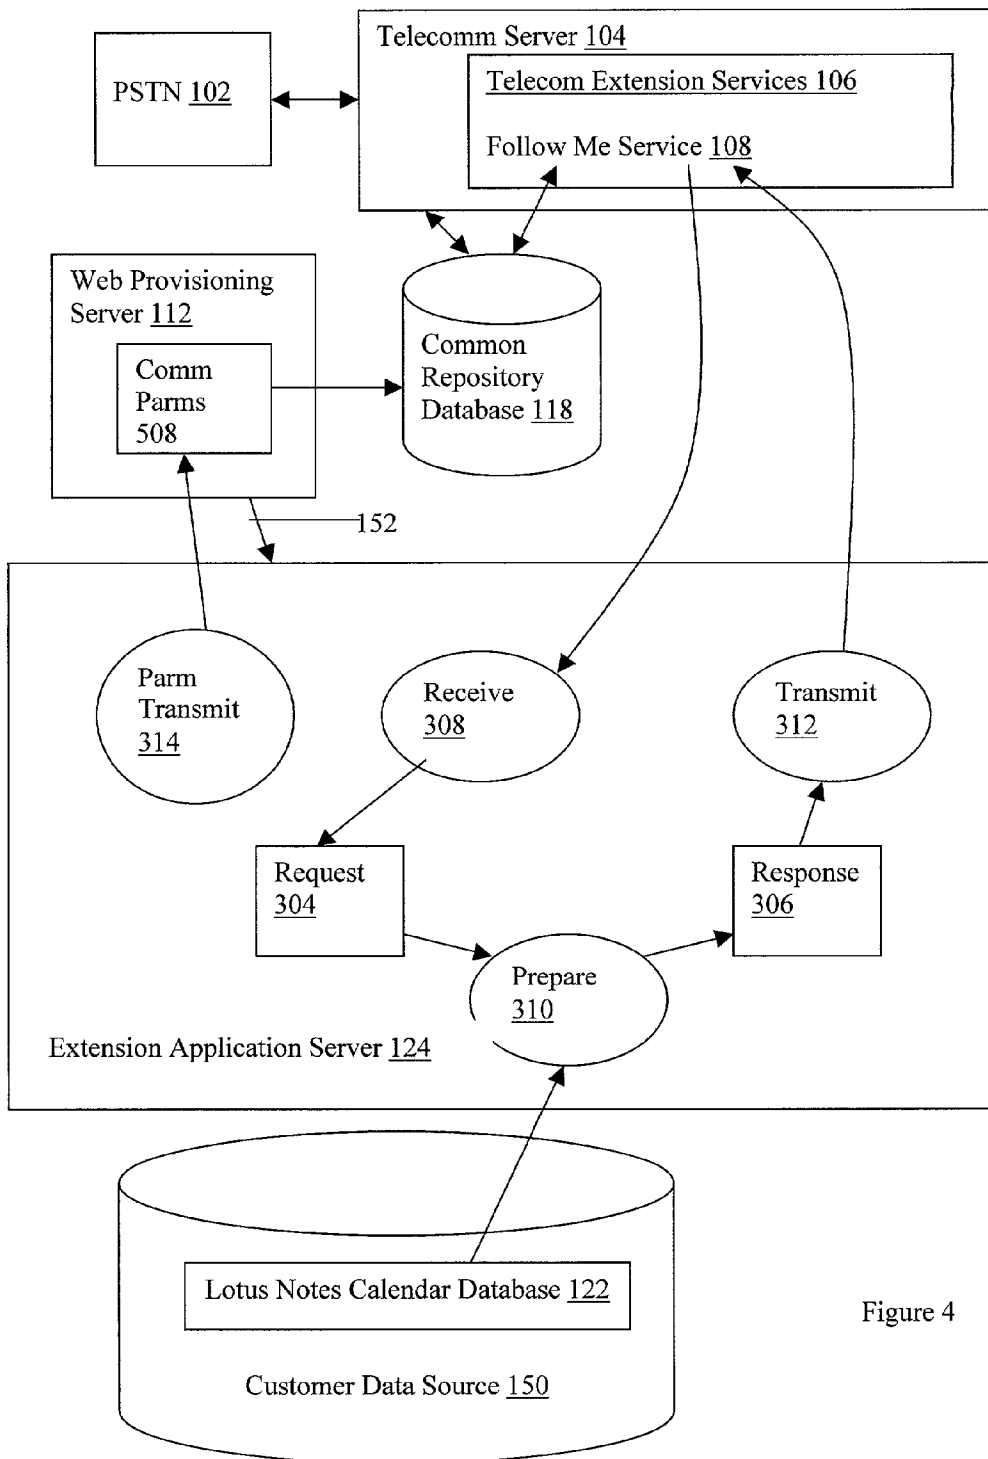 Telecomm Server 104
PSTN 102
Telecom Extension Services 106
Follow Me Service 108
Web Provisioning
Server 112
Comm
Parms
508
Common
Repository
Database 118
152
Parm
Transmit
314
Receive
308
Transmit
312
Request
304
Response
306
Prepare
310
Extension Application Server 124
Lotus Notes Calendar Database 122
Customer Data Source 150
Figure 4